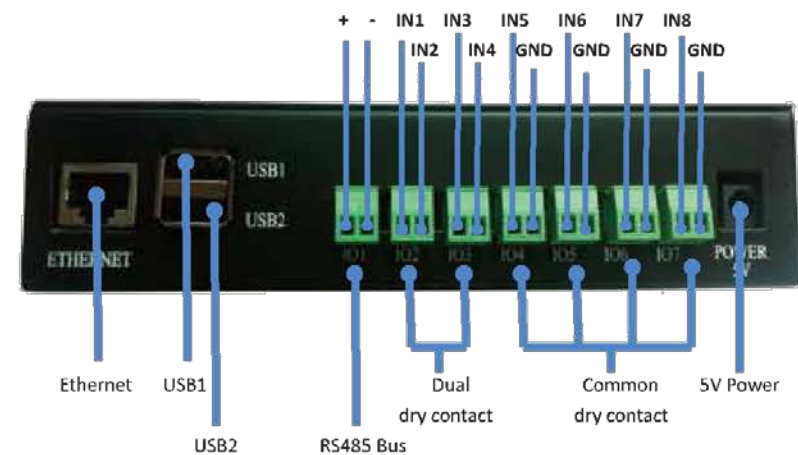 + - IN1 IN3 IN5 IN6 IN7 IN8
IN2 IN4 GND GND GND GND
USB1
USB2
ETHERNET
IO1 IO2 IO3 IO4 IO5 IO6 IO7
POWER
5V
Ethernet USB1 Dual Common 5V Power
dry contact dry contact
USB2 RS485 Bus